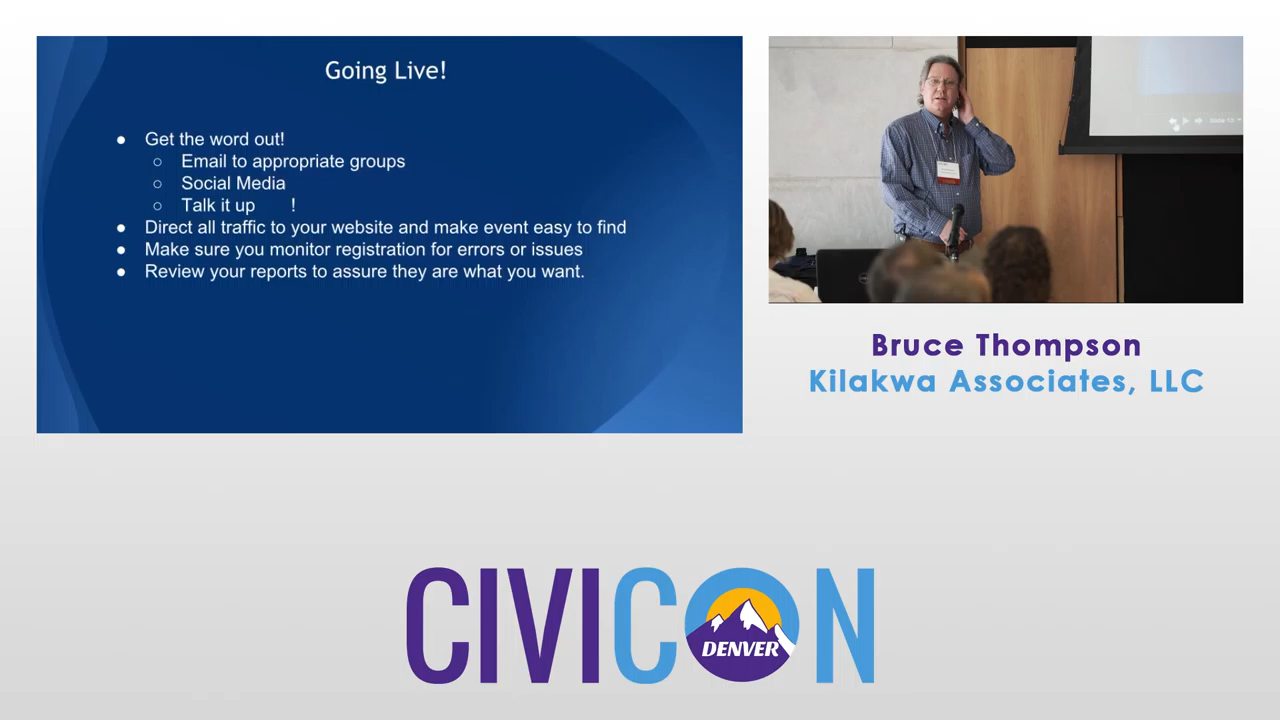 Going Live!
● Get the word out!
○ Email to appropriate groups
○ Social Media
○ Talk it up !
● Direct all traffic to your website and make event easy to find
● Make sure you monitor registration for errors or issues
● Review your reports to assure they are what you want.
Bruce Thompson
Kilakwa Associates, LLC
CIVICON
DENVER